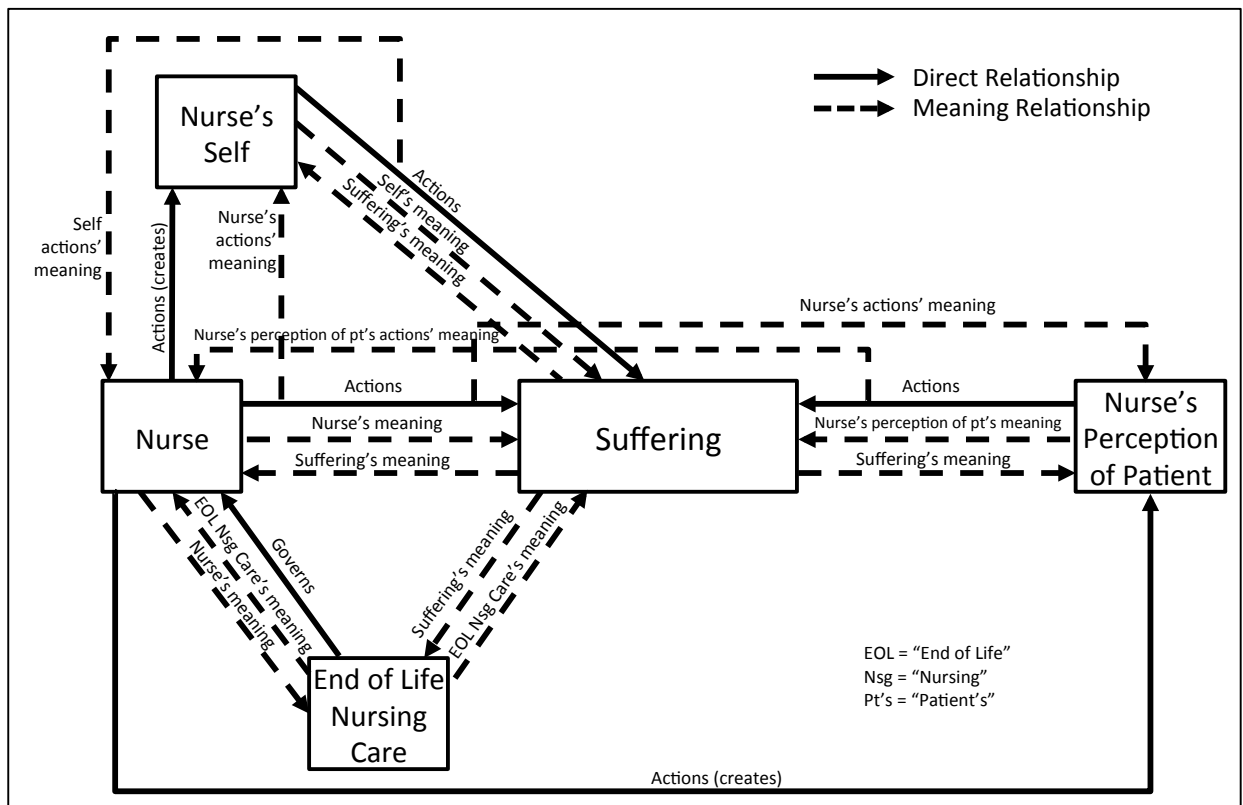 Direct Relationship
Meaning Relationship
Nurse's
Self
Actions
Self's meaning
Suffering's meaning
Self
actions'
meaning
Nurse's
actions'
meaning
Actions (creates)
Nurse's actions' meaning
Nurse's perception of pt's actions' meaning
Nurse
Actions
Nurse's meaning
Suffering's meaning
Suffering
Actions
Nurse's perception of pt's meaning
Suffering's meaning
Nurse's
Perception
of Patient
Governs
EOL Nsg Care's meaning
Nurse's meaning
Suffering's meaning
EOL Nsg Care's meaning
End of Life
Nursing
Care
EOL = "End of Life"
Nsg = "Nursing"
Pt's = "Patient's"
Actions (creates)